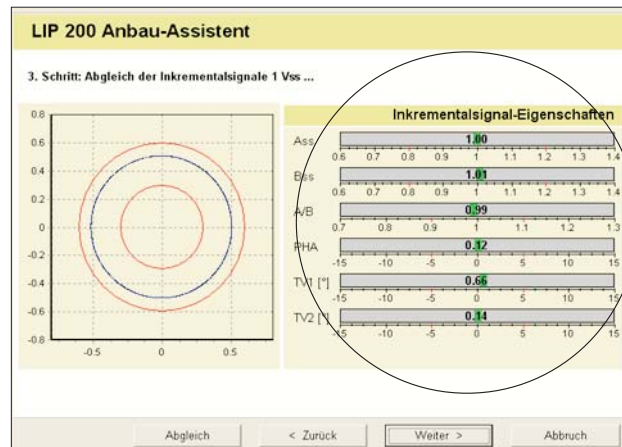 LIP 200 Anbau-Assistent
3. Schritt: Abgleich der Inkrementalsignale 1 Vss ...
0.8
0.6
0.4
0.2
0
-0.2
-0.4
-0.6
-0.8
-0.5 0 0.5
Inkrementalsignal-Eigenschaften
Ass 1.00
0.6 0.7 0.8 0.9 1 1.1 1.2 1.3 1.4
Bss 1.01
0.6 0.7 0.8 0.9 1 1.1 1.2 1.3 1.4
A/B 0.99
0.7 0.8 0.9 1 1.1 1.2 1.3
PHA 0.12
-15 -10 -5 0 5 10 15
TV1 [°] 0.66
-15 -10 -5 0 5 10 15
TV2 [°] 0.14
-15 -10 -5 0 5 10 15
Abgleich < Zurück Weiter > Abbruch